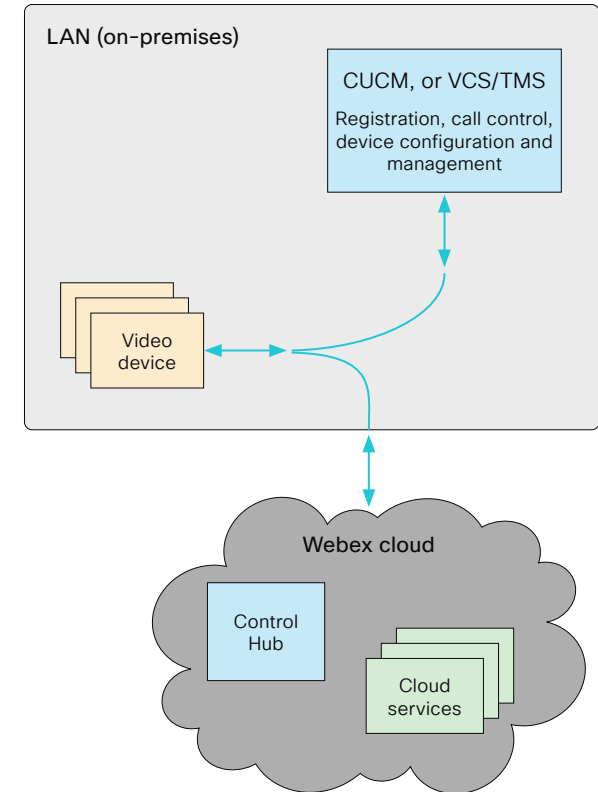 LAN (on-premises)
CUCM, or VCS/TMS
Registration, call control,
device configuration and
management
Video
device
Webex cloud
Control
Hub
Cloud
services